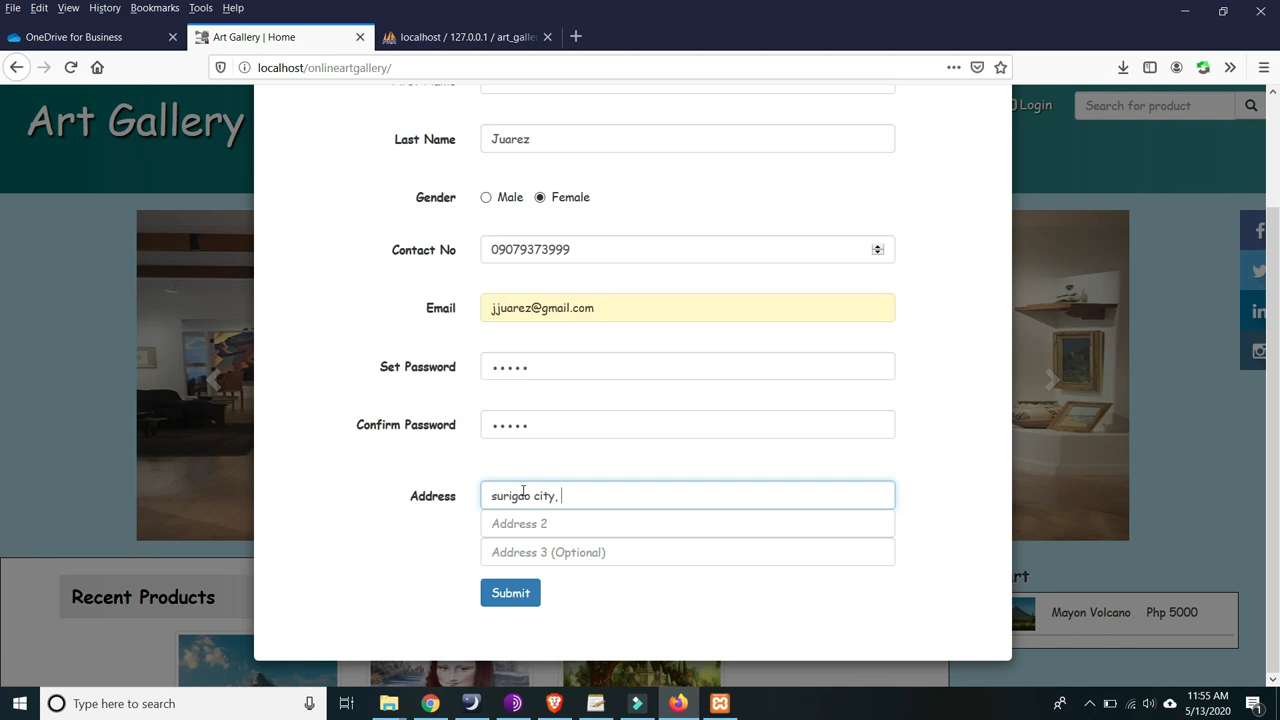 File Edit View History Bookmarks Tools Help
OneDrive for Business
Art Gallery | Home
localhost / 127.0.0.1 / art_galle
localhost/onlineartgallery/
Art Gallery
Login
Search for product
First Name
Last Name
Juarez
Gender
Male
Female
Contact No
09079373999
Email
jjuarez@gmail.com
Set Password
•••••
Confirm Password
•••••
Address
surigao city,
Address 2
Address 3 (Optional)
Submit
Recent Products
Mayon Volcano Php 5000
Type here to search
11:55 AM
5/13/2020